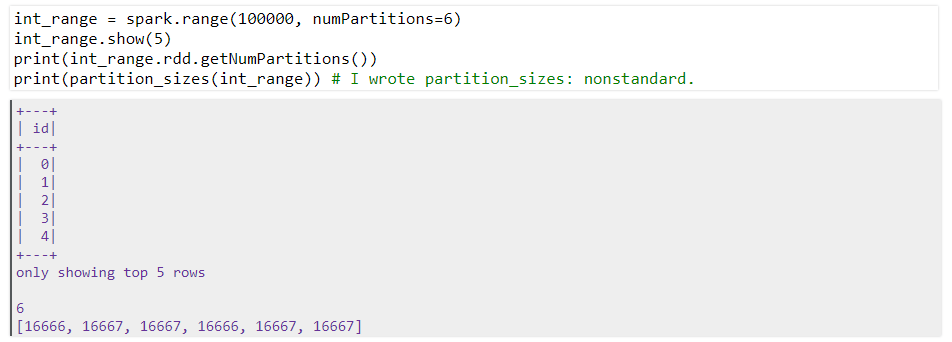 int_range = spark.range(100000, numPartitions=6)
int_range.show(5)
print(int_range.rdd.getNumPartitions())
print(partition_sizes(int_range)) # I wrote partition_sizes: nonstandard.
+---+
| id|
+---+
|  0|
|  1|
|  2|
|  3|
|  4|
+---+
only showing top 5 rows
6
[16666, 16667, 16667, 16666, 16667, 16667]